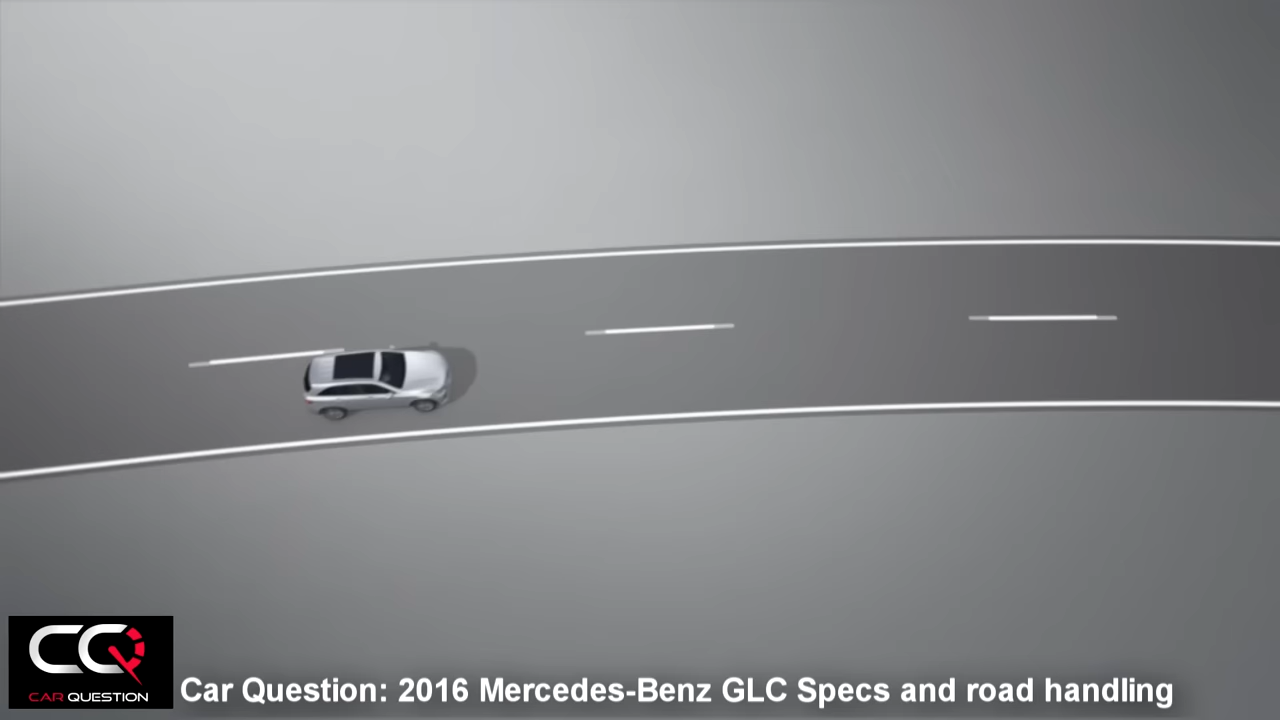 CQ
CAR QUESTION
Car Question: 2016 Mercedes-Benz GLC Specs and road handling